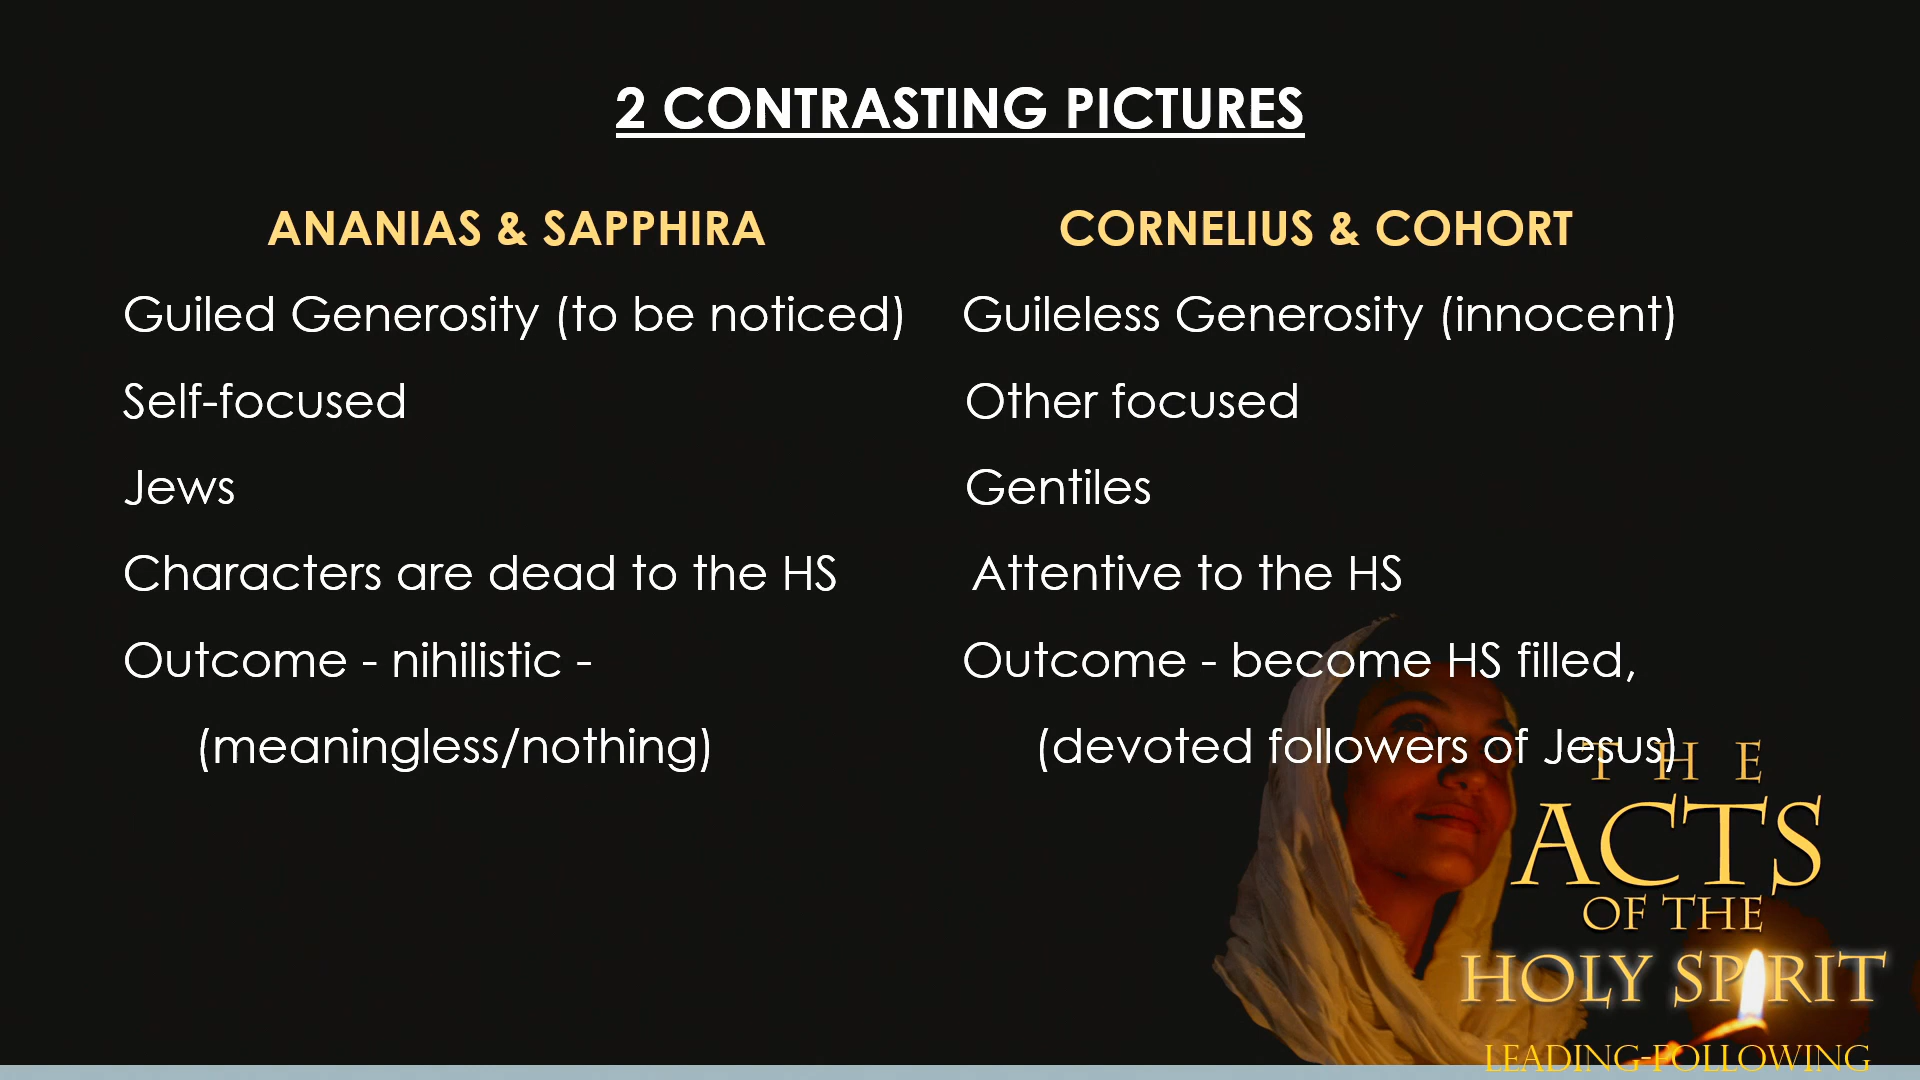 2 CONTRASTING PICTURES
ANANIAS & SAPPHIRA
Guiled Generosity (to be noticed)
Self-focused
Jews
Characters are dead to the HS
Outcome - nihilistic -
(meaningless/nothing)
CORNELIUS & COHORT
Guileless Generosity (innocent)
Other focused
Gentiles
Attentive to the HS
Outcome - become HS filled,
(devoted followers of Jesus)
THE
ACTS
OF THE
HOLY SPIRIT
LEADING-FOLLOWING